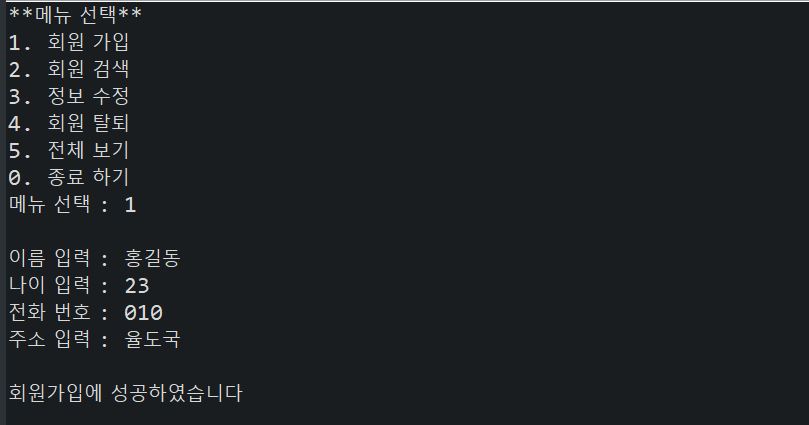 **메뉴 선택**
1. 회원 가입
2. 회원 검색
3. 정보 수정
4. 회원 탈퇴
5. 전체 보기
0. 종료 하기
메뉴 선택 : 1
이름 입력 : 홍길동
나이 입력 : 23
전화 번호 : 010
주소 입력 : 율도국
회원가입에 성공하였습니다